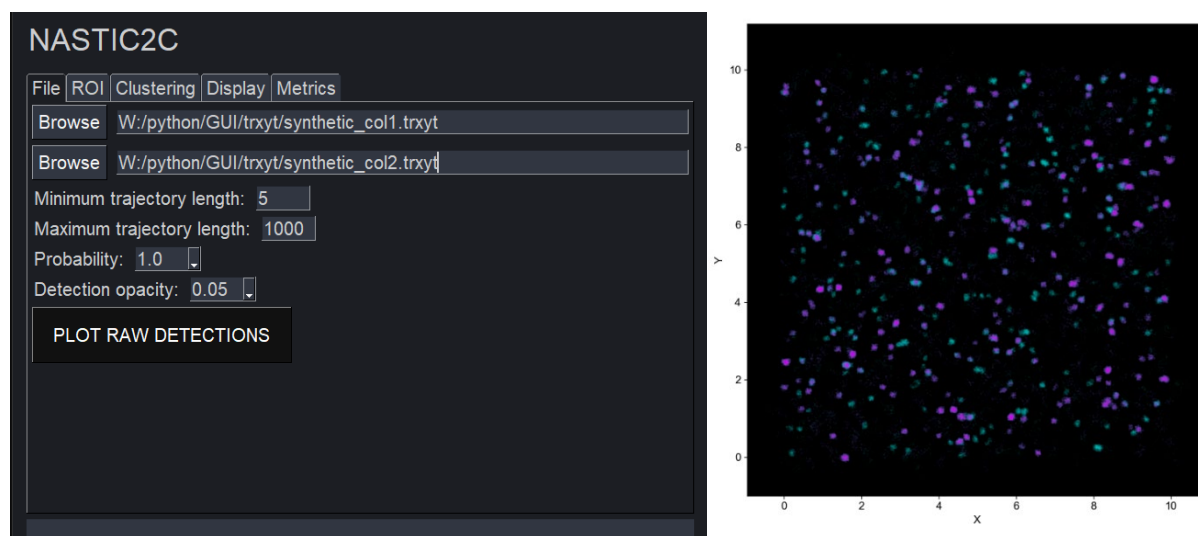 NASTIC2C
File ROI Clustering Display Metrics
Browse W:/python/GUI/trxyt/synthetic_col1.trxyt
Browse W:/python/GUI/trxyt/synthetic_col2.trxyt
Minimum trajectory length: 5
Maximum trajectory length: 1000
Probability: 1.0
Detection opacity: 0.05
PLOT RAW DETECTIONS
10
8
6
Y
4
2
0
0 2 4 6 8 10
X